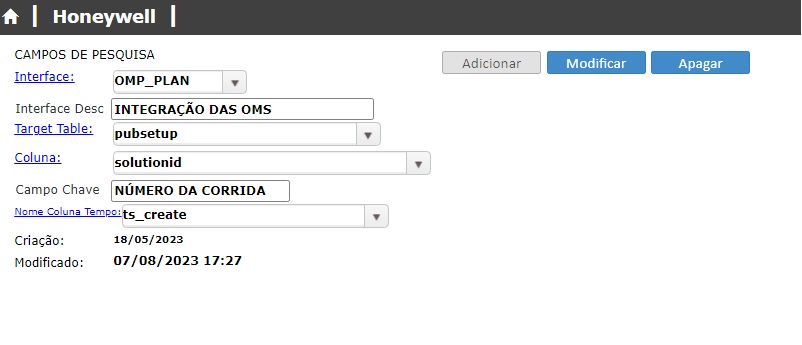 | Honeywell |
CAMPOS DE PESQUISA
Adicionar Modificar Apagar
Interface: OMP_PLAN
Interface Desc INTEGRAÇÃO DAS OMS
Target Table: pubsetup
Coluna: solutionid
Campo Chave NÚMERO DA CORRIDA
Nome Coluna Tempo: ts_create
Criação: 18/05/2023
Modificado: 07/08/2023 17:27